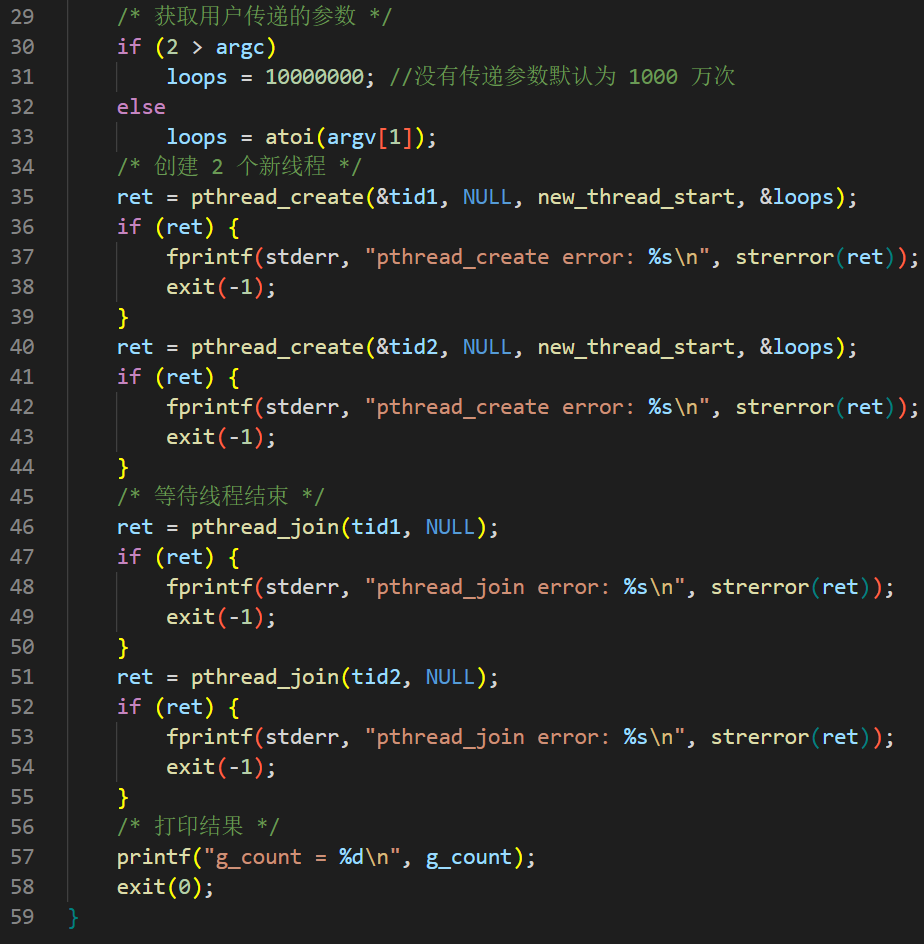 29 /* 获取用户传递的参数 */
30 if (2 > argc)
31 loops = 10000000; //没有传递参数默认为 1000 万次
32 else
33 loops = atoi(argv[1]);
34 /* 创建 2 个新线程 */
35 ret = pthread_create(&tid1, NULL, new_thread_start, &loops);
36 if (ret) {
37 fprintf(stderr, "pthread_create error: %s\n", strerror(ret));
38 exit(-1);
39 }
40 ret = pthread_create(&tid2, NULL, new_thread_start, &loops);
41 if (ret) {
42 fprintf(stderr, "pthread_create error: %s\n", strerror(ret));
43 exit(-1);
44 }
45 /* 等待线程结束 */
46 ret = pthread_join(tid1, NULL);
47 if (ret) {
48 fprintf(stderr, "pthread_join error: %s\n", strerror(ret));
49 exit(-1);
50 }
51 ret = pthread_join(tid2, NULL);
52 if (ret) {
53 fprintf(stderr, "pthread_join error: %s\n", strerror(ret));
54 exit(-1);
55 }
56 /* 打印结果 */
57 printf("g_count = %d\n", g_count);
58 exit(0);
59 }